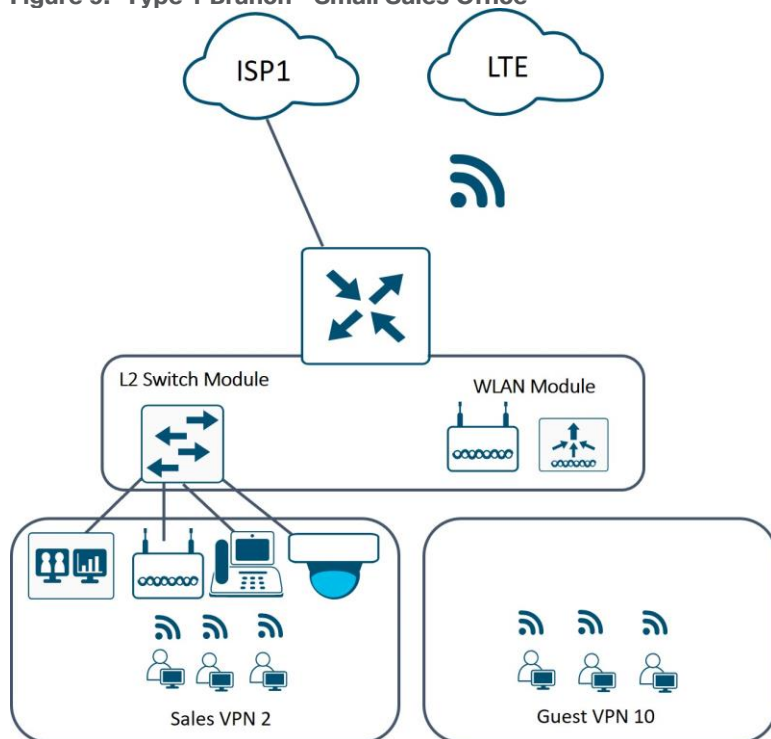 ISP1
LTE
L2 Switch Module
WLAN Module
Sales VPN 2
Guest VPN 10